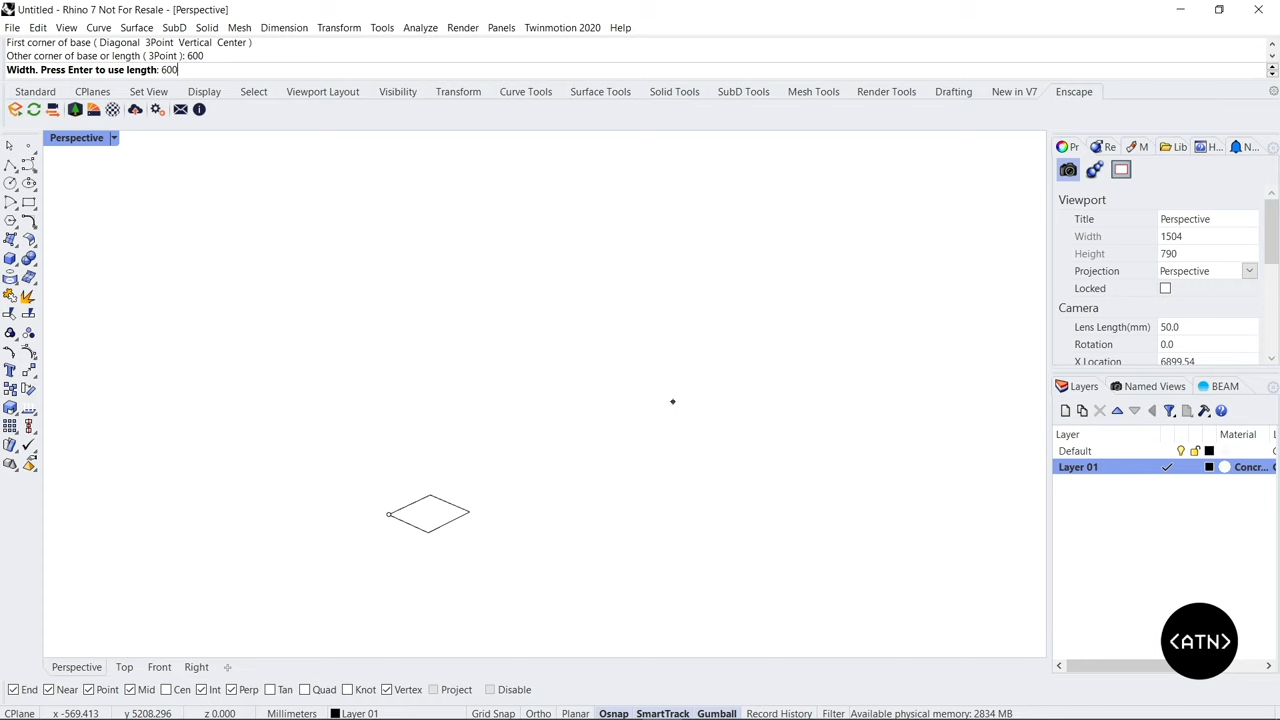 Untitled - Rhino 7 Not For Resale - [Perspective]
File Edit View Curve Surface Solid Mesh Dimension Transform Tools Analyze Render Panels Twinmotion 2020 Help
First corner of base ( Diagonal 3Point Vertical Center )
Other corner of base or length ( 3Point ): 600
Width. Press Enter to use length: 600
Standard CPlanes Set View Display Select Viewport Layout Visibility Transform Curve Tools Surface Tools Solid Tools SubD Tools Mesh Tools Render Tools Drafting New in V7 Enscape
Perspective
Pr Re M Lib H... N...
Viewport
Title Perspective
Width 1504
Height 790
Projection Perspective
Locked
Camera
Lens Length(mm) 50.0
Rotation 0.0
X Location 6899.54
Layers Named Views BEAM
Layer Material L
Default
Layer 01 Concr...
<ATN>
Perspective Top Front Right
End Near Point Mid Cen Int Perp Tan Quad Knot Vertex Project Disable
CPlane x -569.413 y 5208.296 z 0.000 Millimeters Layer 01 Grid Snap Ortho Planar Osnap SmartTrack Gumball Record History Filter Available physical memory: 2834 MB